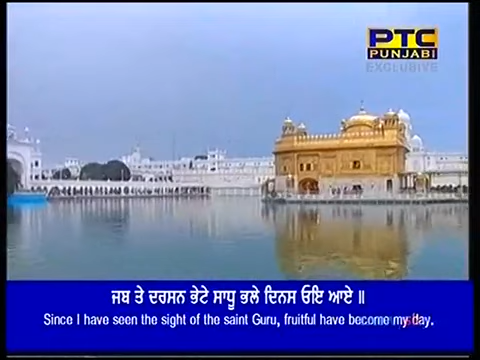 PTC
PUNJABI
EXCLUSIVE
ਜਬ ਤੇ ਦਰਸਨ ਭੇਟੇ ਸਾਧੂ ਭਲੇ ਦਿਨਸ ਓਇ ਆਏ ॥
Since I have seen the sight of the saint Guru, fruitful have become my day.